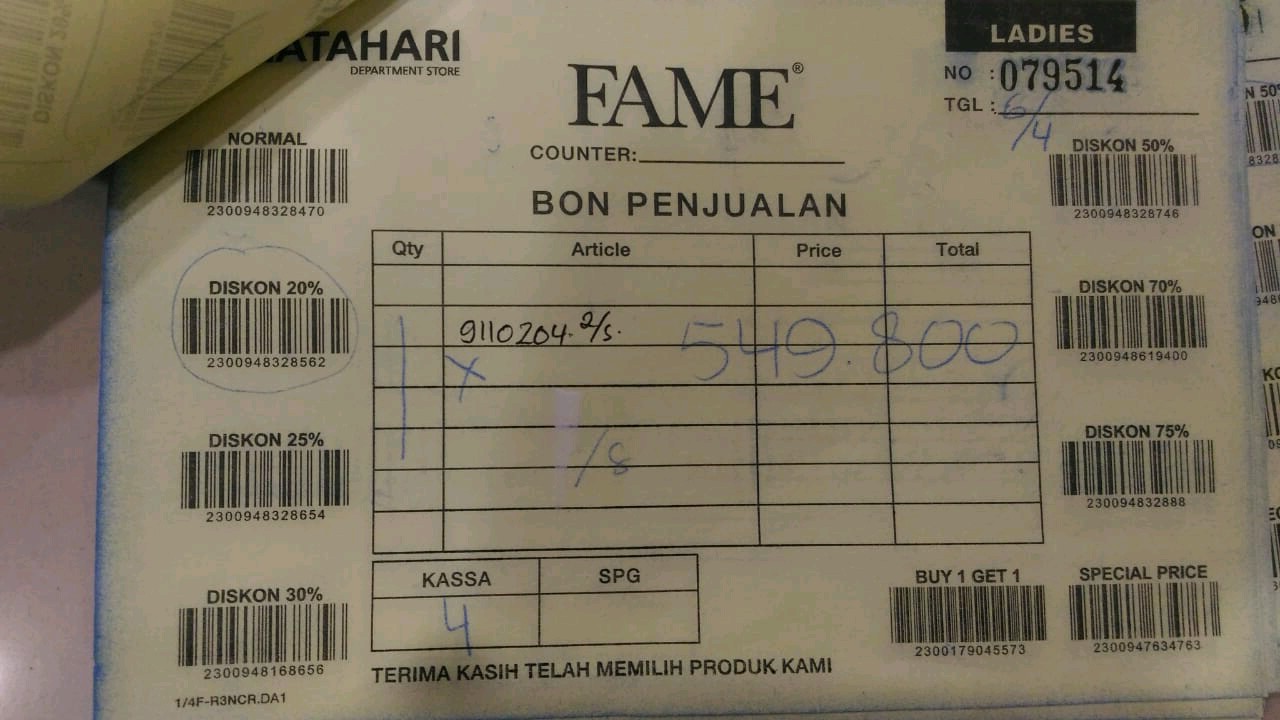 ATAHARI
DEPARTMENT STORE
FAME®
COUNTER:
BON PENJUALAN
LADIES
NO : 079514
TGL : 6/4
NORMAL
2300948328470
DISKON 20%
2300948328562
DISKON 25%
2300948328654
DISKON 30%
2300948168656
1/4F-R3NCR.DA1
Qty Article Price Total
9110204. 2/s.
1 X 549.800
/8
KASSA SPG
4
TERIMA KASIH TELAH MEMILIH PRODUK KAMI
DISKON 50%
2300948328746
DISKON 70%
2300948619400
DISKON 75%
230094832888
BUY 1 GET 1
2300179045573
SPECIAL PRICE
2300947634763